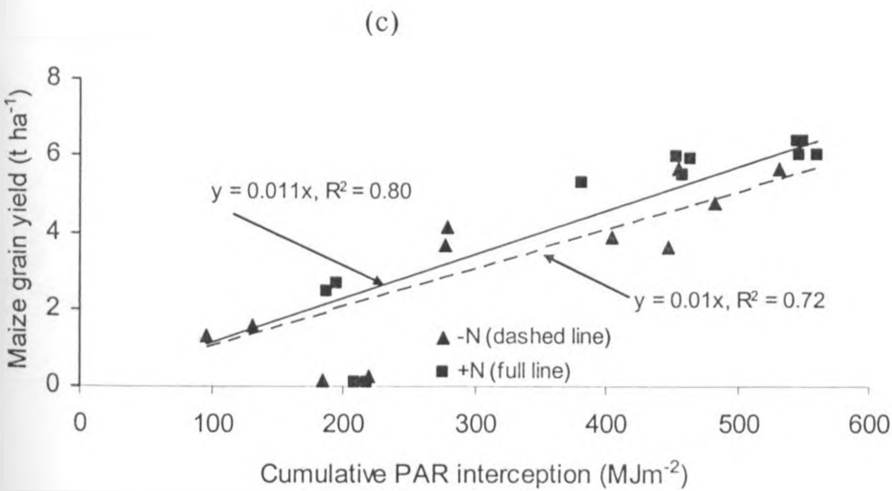 (c)
8
6
4
2
0
Maize grain yield (t ha⁻¹)
y = 0.011x, R² = 0.80
y = 0.01x, R² = 0.72
-N (dashed line)
+N (full line)
0 100 200 300 400 500 600
Cumulative PAR interception (MJm⁻²)